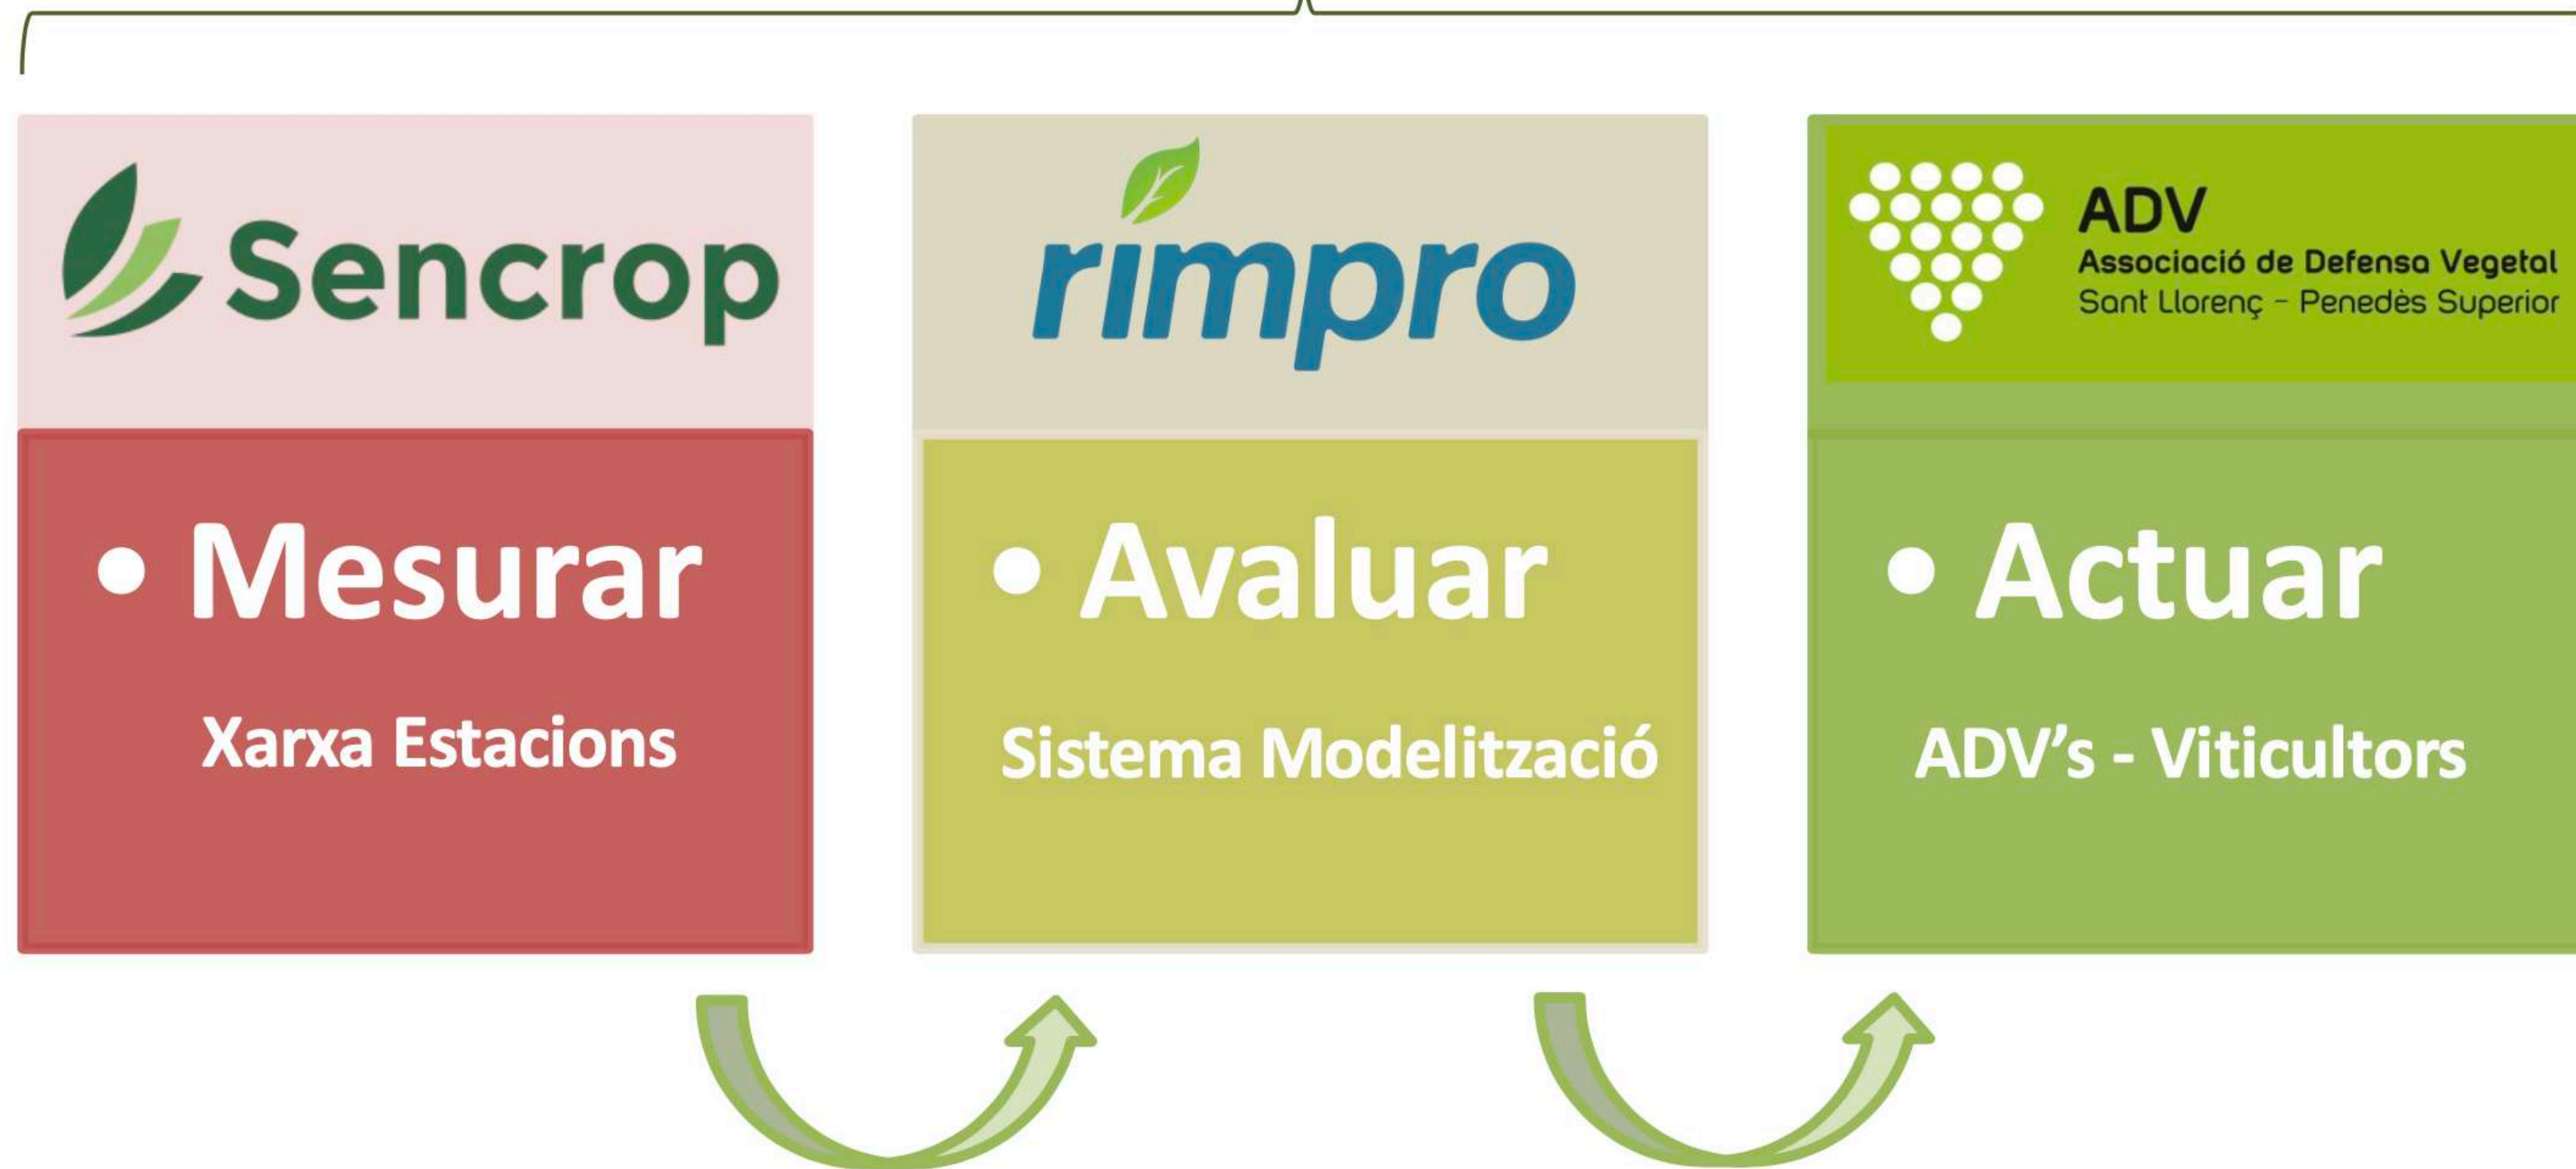 Sencrop
• Mesurar
Xarxa Estacions
rimpro
• Avaluar
Sistema Modelització
ADV
Associació de Defensa Vegetal
Sant Llorenç - Penedès Superior
• Actuar
ADV's - Viticultors